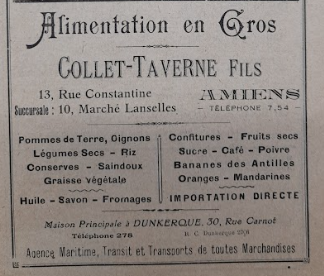 Alimentation en Gros
COLLET-TAVERNE FILS
13, Rue Constantine
Succursale : 10, Marché Lanselles
AMIENS
— TÉLÉPHONE 7.54 —
Pommes de Terre, Oignons
Légumes Secs - Riz
Conserves - Saindoux
Graisse végétale
Huile - Savon - Fromages
Confitures - Fruits secs
Sucre - Café - Poivre
Bananes des Antilles
Oranges - Mandarines
IMPORTATION DIRECTE
Maison Principale à DUNKERQUE, 30, Rue Carnot
Téléphone 276
R. C. Dunkerque
Agence Maritime, Transit et Transports de toutes Marchandises